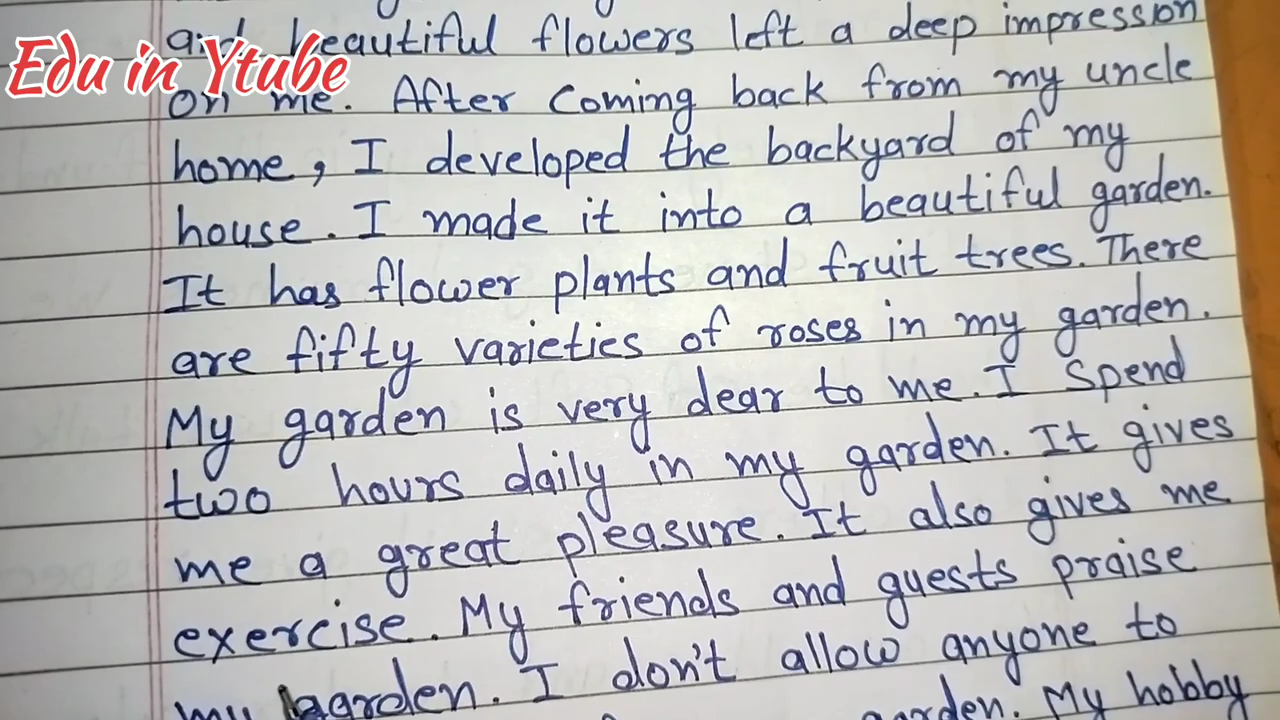 Edu in Ytube
and beautiful flowers left a deep impression
on me. After coming back from my uncle
home, I developed the backyard of my
house. I made it into a beautiful garden.
It has flower plants and fruit trees. There
are fifty varieties of roses in my garden.
My garden is very dear to me. I spend
two hours daily in my garden. It gives
me a great pleasure. It also gives me
exercise. My friends and guests praise
my garden. I don't allow anyone to
garden. My hobby